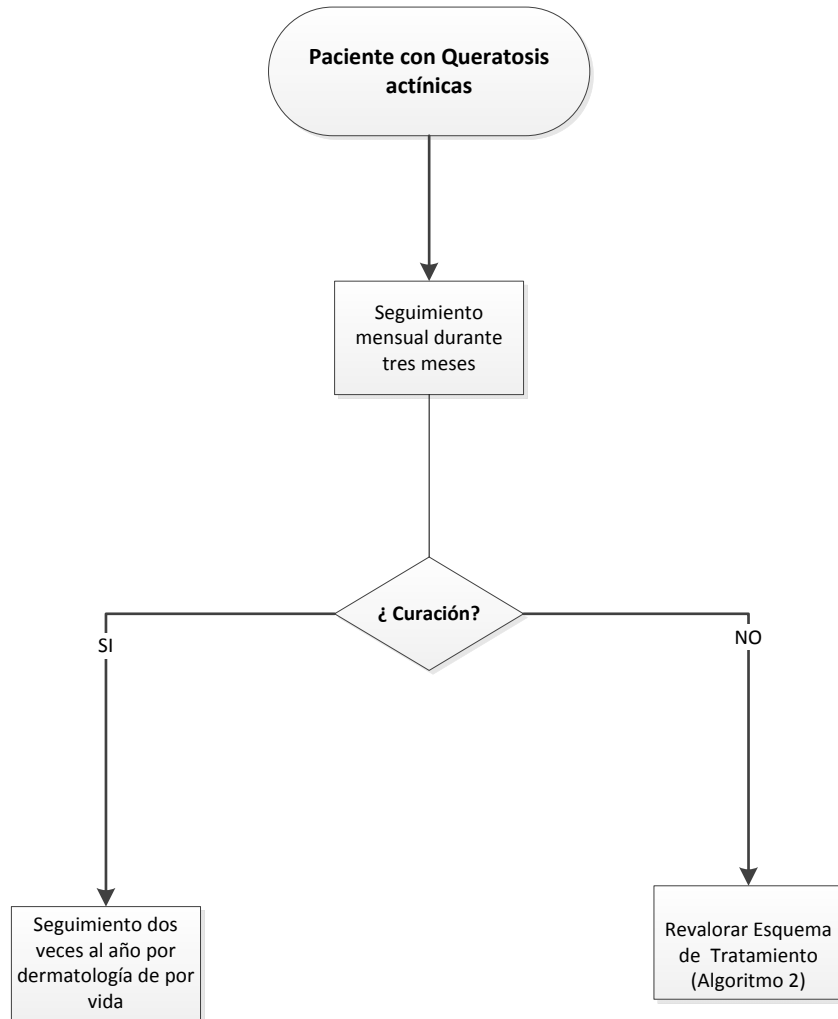 Paciente con Queratosis
actínicas
Seguimiento
mensual durante
tres meses
¿ Curación?
SI
NO
Seguimiento dos
veces al año por
dermatología de por
vida
Revalorar Esquema
de Tratamiento
(Algoritmo 2)